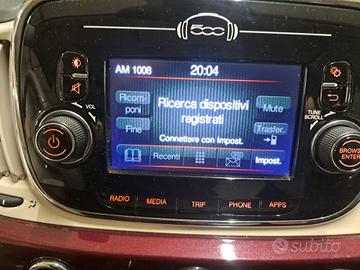 500
AM 1008
20:04
Ricom-
poni
Ricerca dispositivi
registrati
Mute
Fine
Connettere con Impost.
Trasfer.
Recenti
Impost.
VOL
TUNE
SCROLL
BROWSE
ENTER
RADIO
MEDIA
TRIP
PHONE
APPS
subito